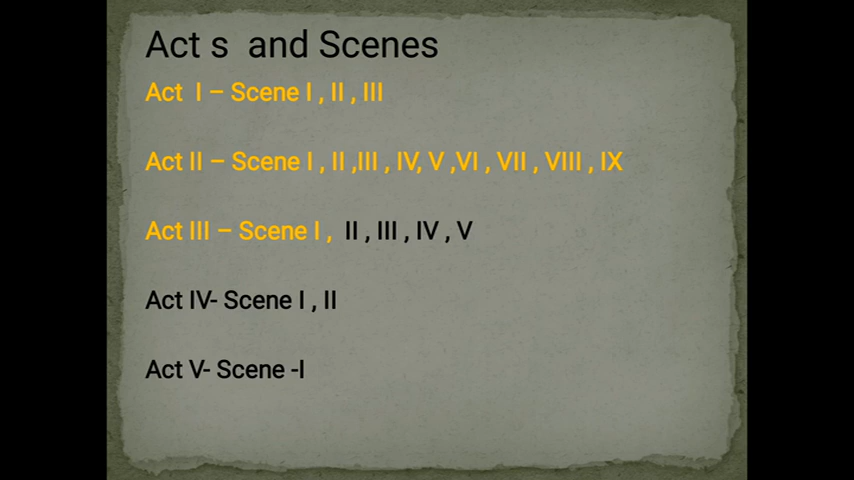 Act s and Scenes
Act I – Scene I , II , III
Act II – Scene I , II ,III , IV, V ,VI , VII , VIII , IX
Act III – Scene I , II , III , IV , V
Act IV- Scene I , II
Act V- Scene -I